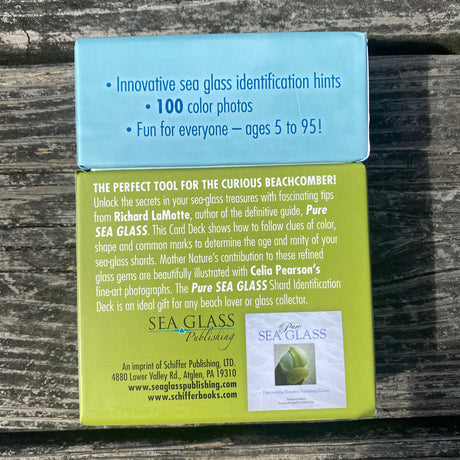 • Innovative sea glass identification hints
• 100 color photos
• Fun for everyone – ages 5 to 95!
THE PERFECT TOOL FOR THE CURIOUS BEACHCOMBER!
Unlock the secrets in your sea-glass treasures with fascinating tips
from Richard LaMotte, author of the definitive guide, Pure
SEA GLASS. This Card Deck shows how to follow clues of color,
shape and common marks to determine the age and rarity of your
sea-glass shards. Mother Nature's contribution to these refined
glass gems are beautifully illustrated with Celia Pearson's
fine-art photographs. The Pure SEA GLASS Shard Identification
Deck is an ideal gift for any beach lover or glass collector.
SEA GLASS
Publishing
An imprint of Schiffer Publishing, LTD.
4880 Lower Valley Rd., Atglen, PA 19310
www.seaglasspublishing.com
www.schifferbooks.com
Pure
SEA GLASS
Discovering Nature's Vanishing Gems